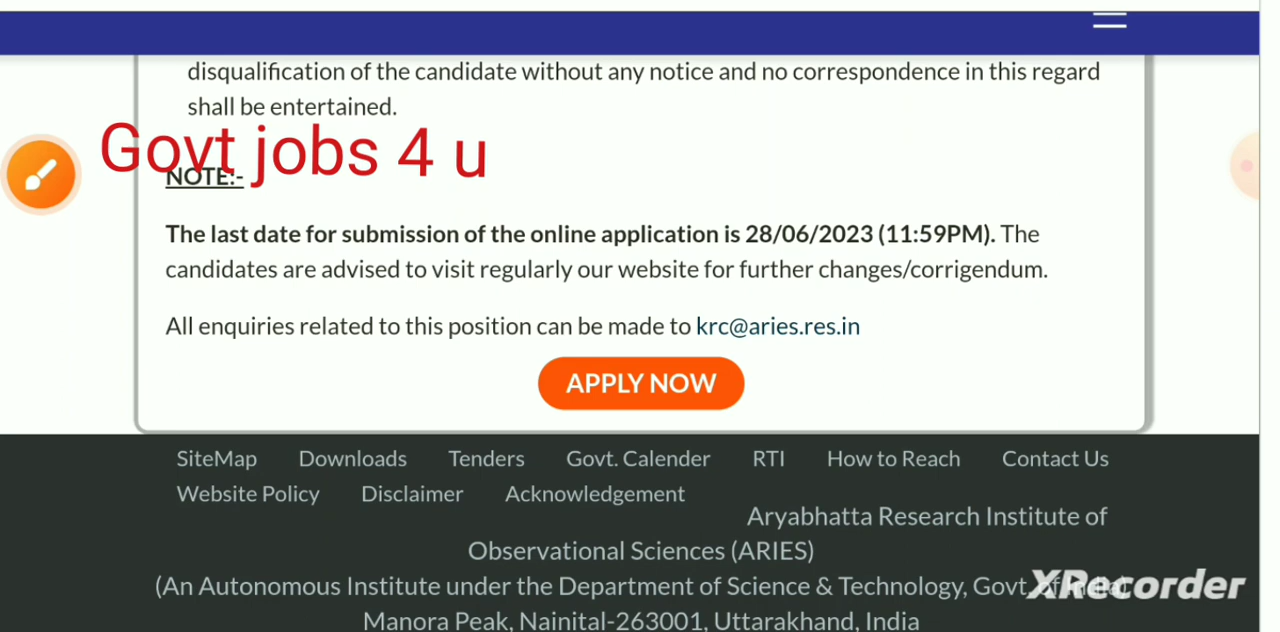 disqualification of the candidate without any notice and no correspondence in this regard
shall be entertained.
Govt jobs 4 u
NOTE:-
The last date for submission of the online application is 28/06/2023 (11:59PM). The
candidates are advised to visit regularly our website for further changes/corrigendum.
All enquiries related to this position can be made to krc@aries.res.in
APPLY NOW
SiteMap Downloads Tenders Govt. Calender RTI How to Reach Contact Us
Website Policy Disclaimer Acknowledgement
Aryabhatta Research Institute of
Observational Sciences (ARIES)
(An Autonomous Institute under the Department of Science & Technology, Govt. of India)
XRecorder
Manora Peak, Nainital-263001, Uttarakhand, India